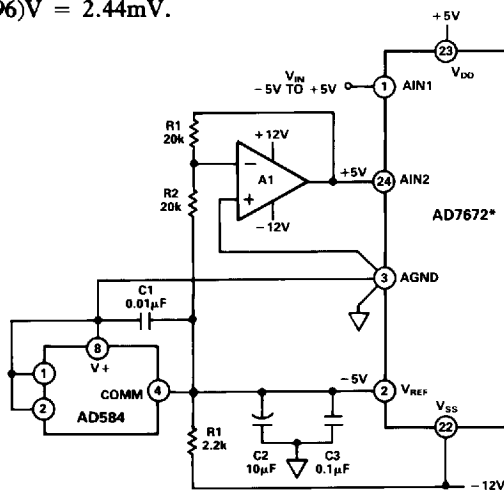 96)V = 2.44mV.
+5V
23
VDD
VIN
-5V TO +5V
1
AIN1
R1
20k
+12V
−
A1
+
+5V
24
AIN2
R2
20k
-12V
AD7672*
3
AGND
C1
0.01µF
8
V+
1
2
COMM
4
AD584
-5V
2
VREF
VSS
22
R1
2.2k
C2
10µF
C3
0.1µF
-12V